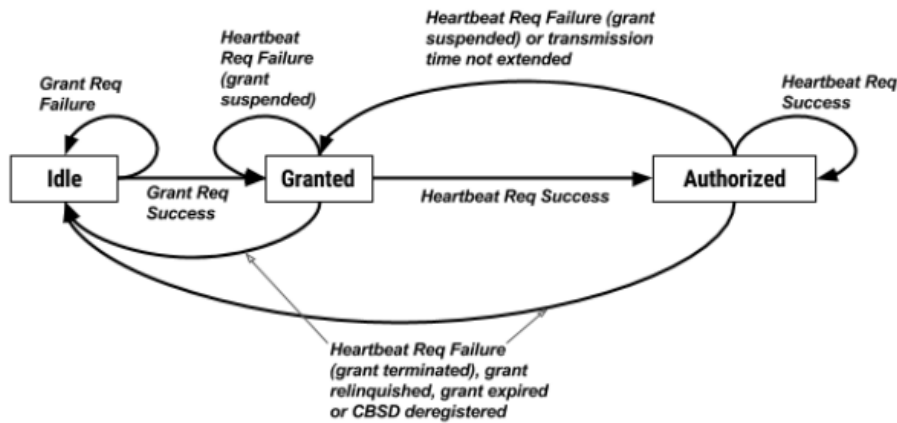 Heartbeat Req Failure (grant
suspended) or transmission
time not extended
Heartbeat
Req Failure
(grant
suspended)
Grant Req
Failure
Heartbeat Req
Success
Idle
Granted
Authorized
Grant Req
Success
Heartbeat Req Success
Heartbeat Req Failure
(grant terminated), grant
relinquished, grant expired
or CBSD deregistered